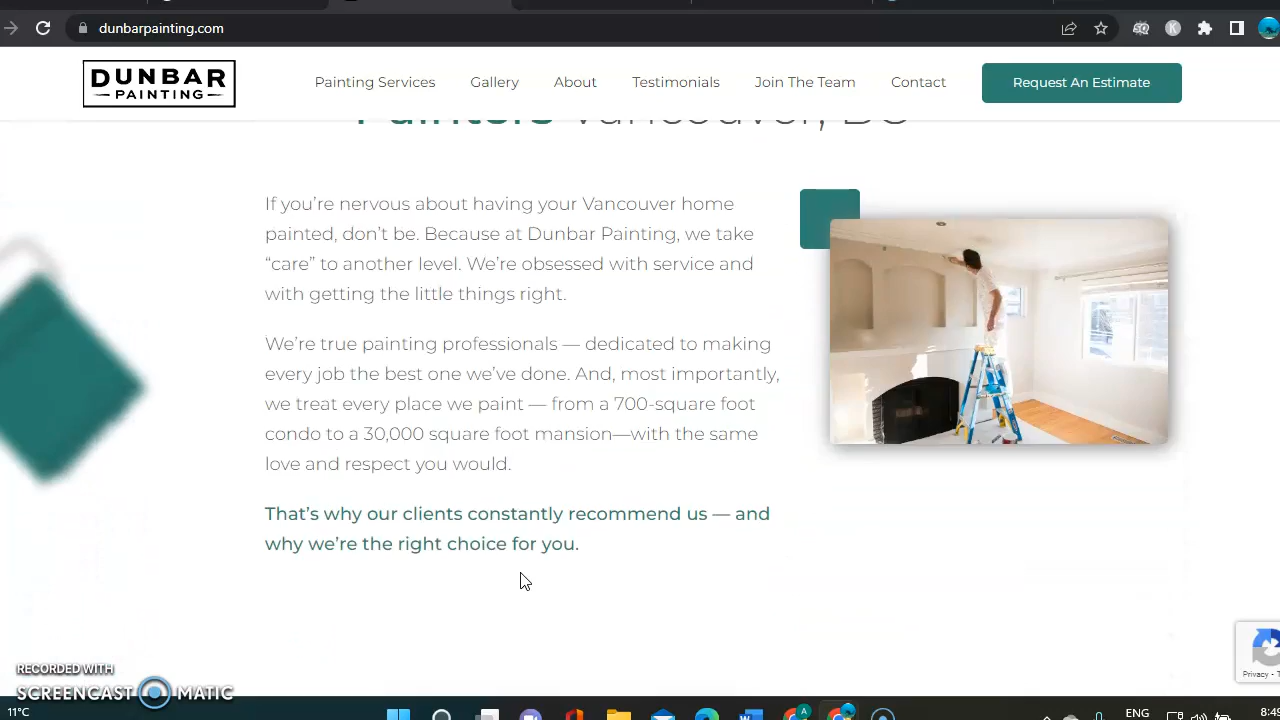 dunbarpainting.com
DUNBAR
PAINTING
Painting Services
Gallery
About
Testimonials
Join The Team
Contact
Request An Estimate
Painters Vancouver, BC
If you’re nervous about having your Vancouver home
painted, don’t be. Because at Dunbar Painting, we take
“care” to another level. We’re obsessed with service and
with getting the little things right.
We’re true painting professionals — dedicated to making
every job the best one we’ve done. And, most importantly,
we treat every place we paint — from a 700-square foot
condo to a 30,000 square foot mansion—with the same
love and respect you would.
That’s why our clients constantly recommend us — and
why we’re the right choice for you.
Privacy
RECORDED WITH
SCREENCAST MATIC
11°C
ENG
8:49